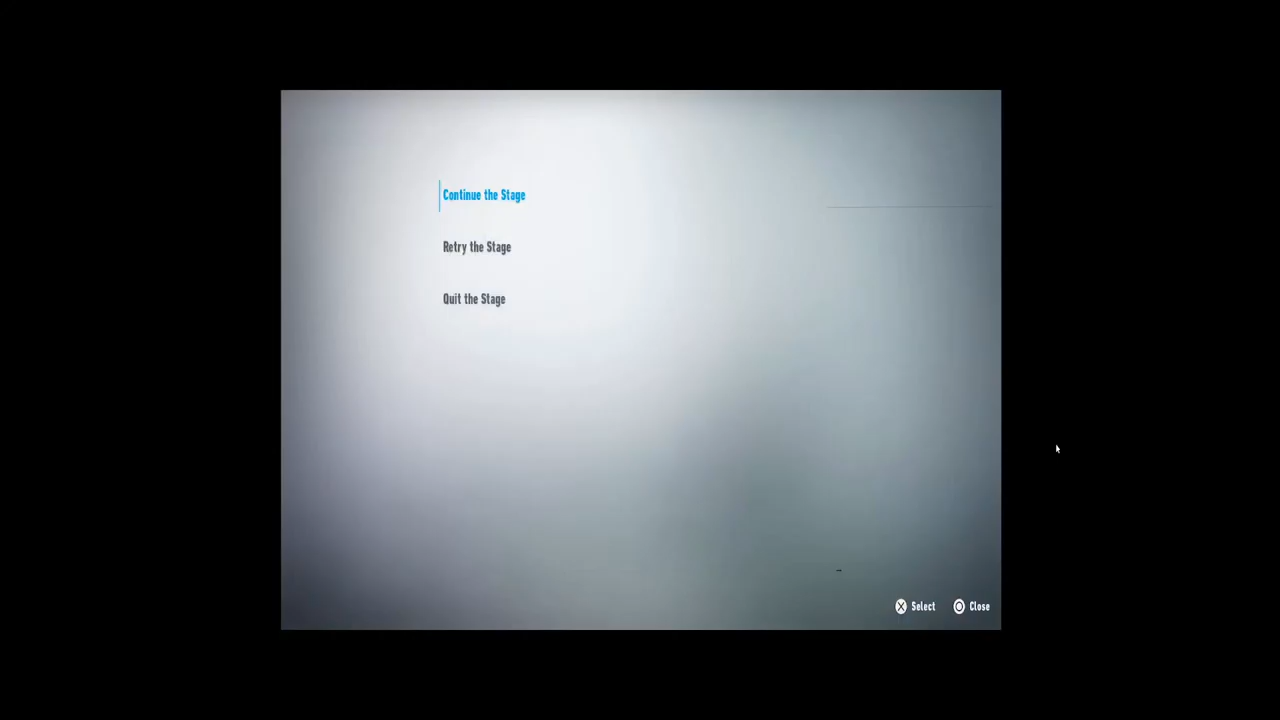 Continue the Stage
Retry the Stage
Quit the Stage
Select Close